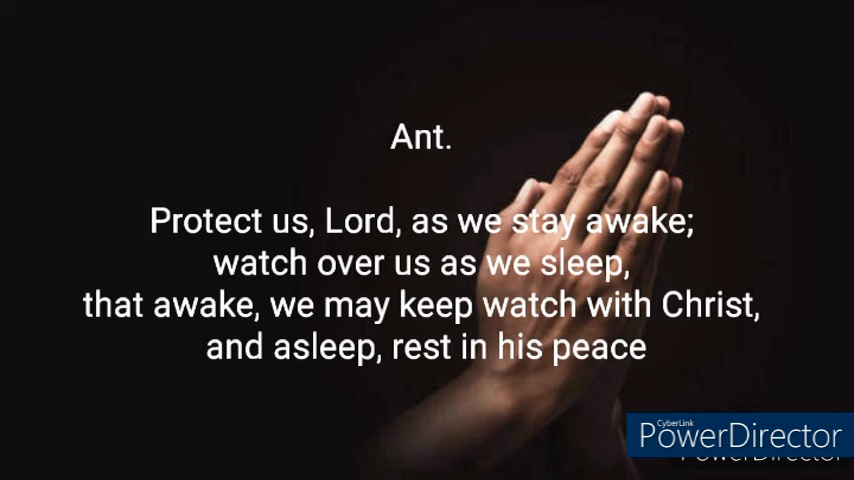 Ant.
Protect us, Lord, as we stay awake;
watch over us as we sleep,
that awake, we may keep watch with Christ,
and asleep, rest in his peace
CyberLink
PowerDirector
PowerDirector